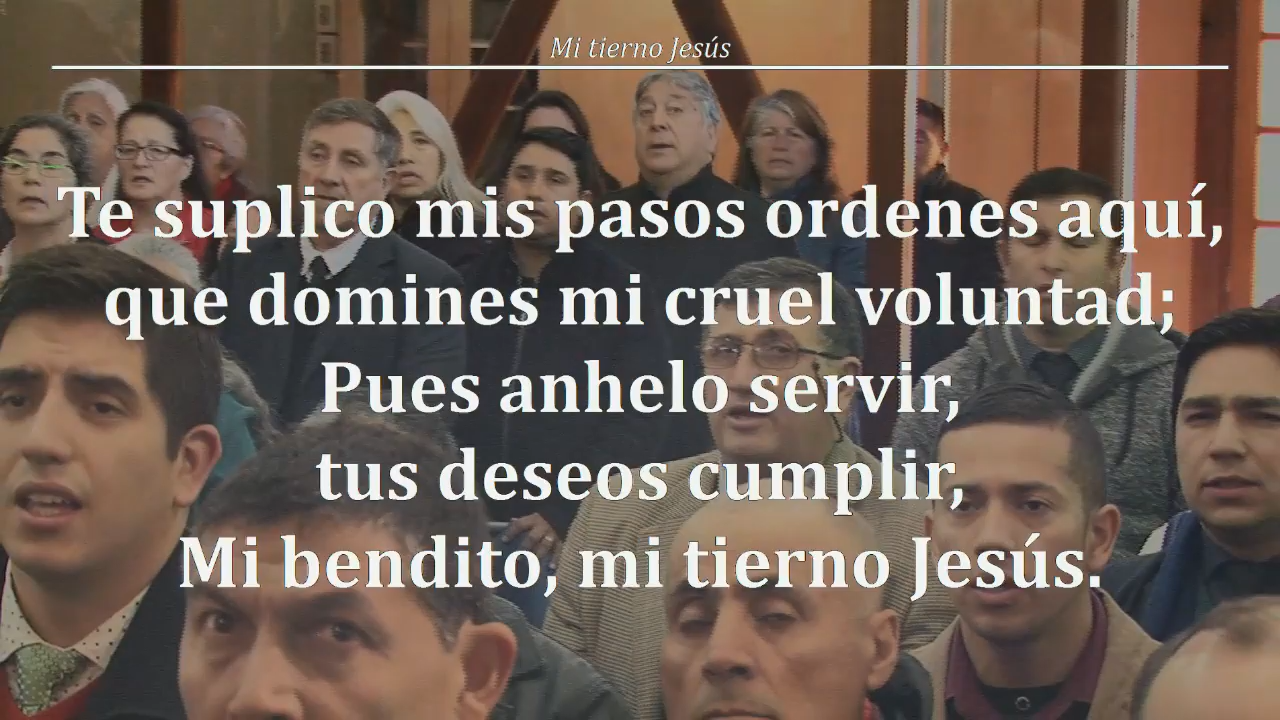 Mi tierno Jesús
Te suplico mis pasos ordenes aquí,
que domines mi cruel voluntad;
Pues anhelo servir,
tus deseos cumplir,
Mi bendito, mi tierno Jesús.